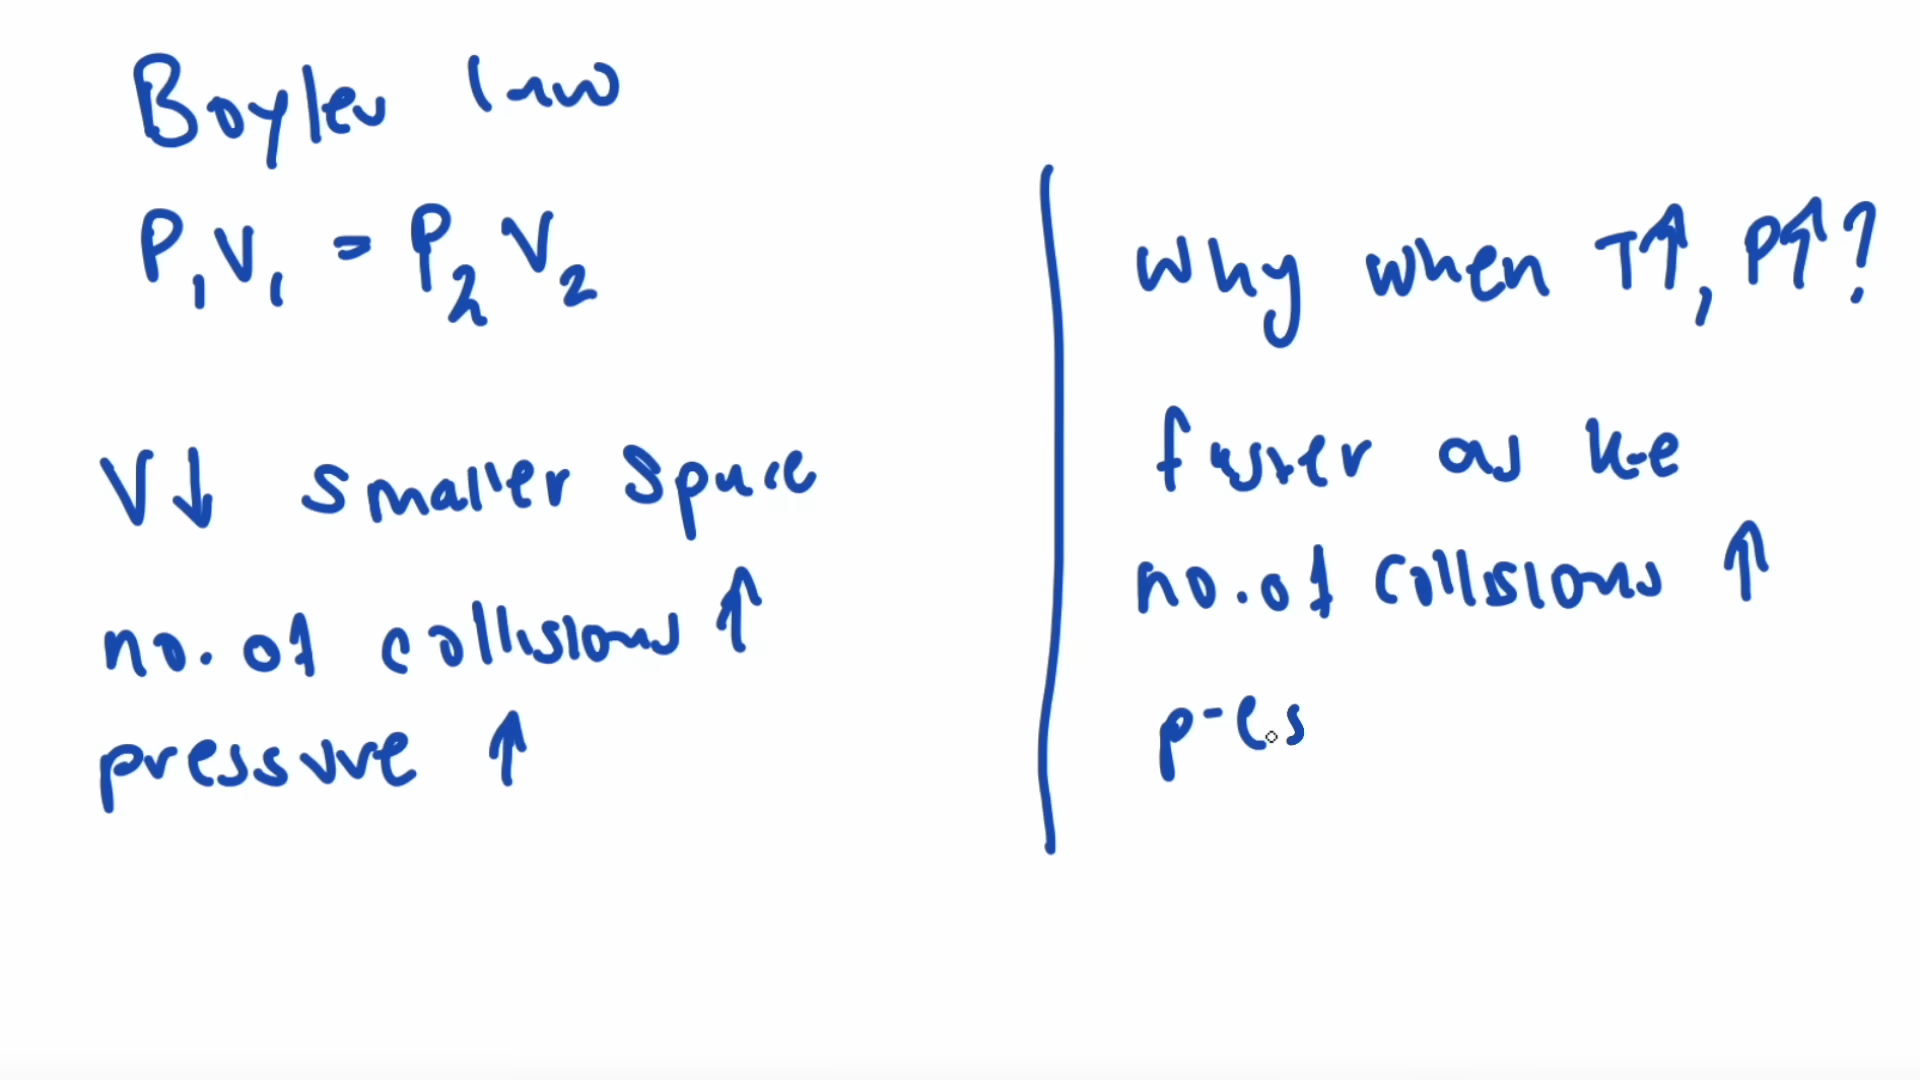 Boyles law
P₁V₁ = P₂V₂
V↓ smaller space
no. of collisions ↑
pressure ↑
Why when T↑, P↑?
faster as k-e
no. of collisions ↑